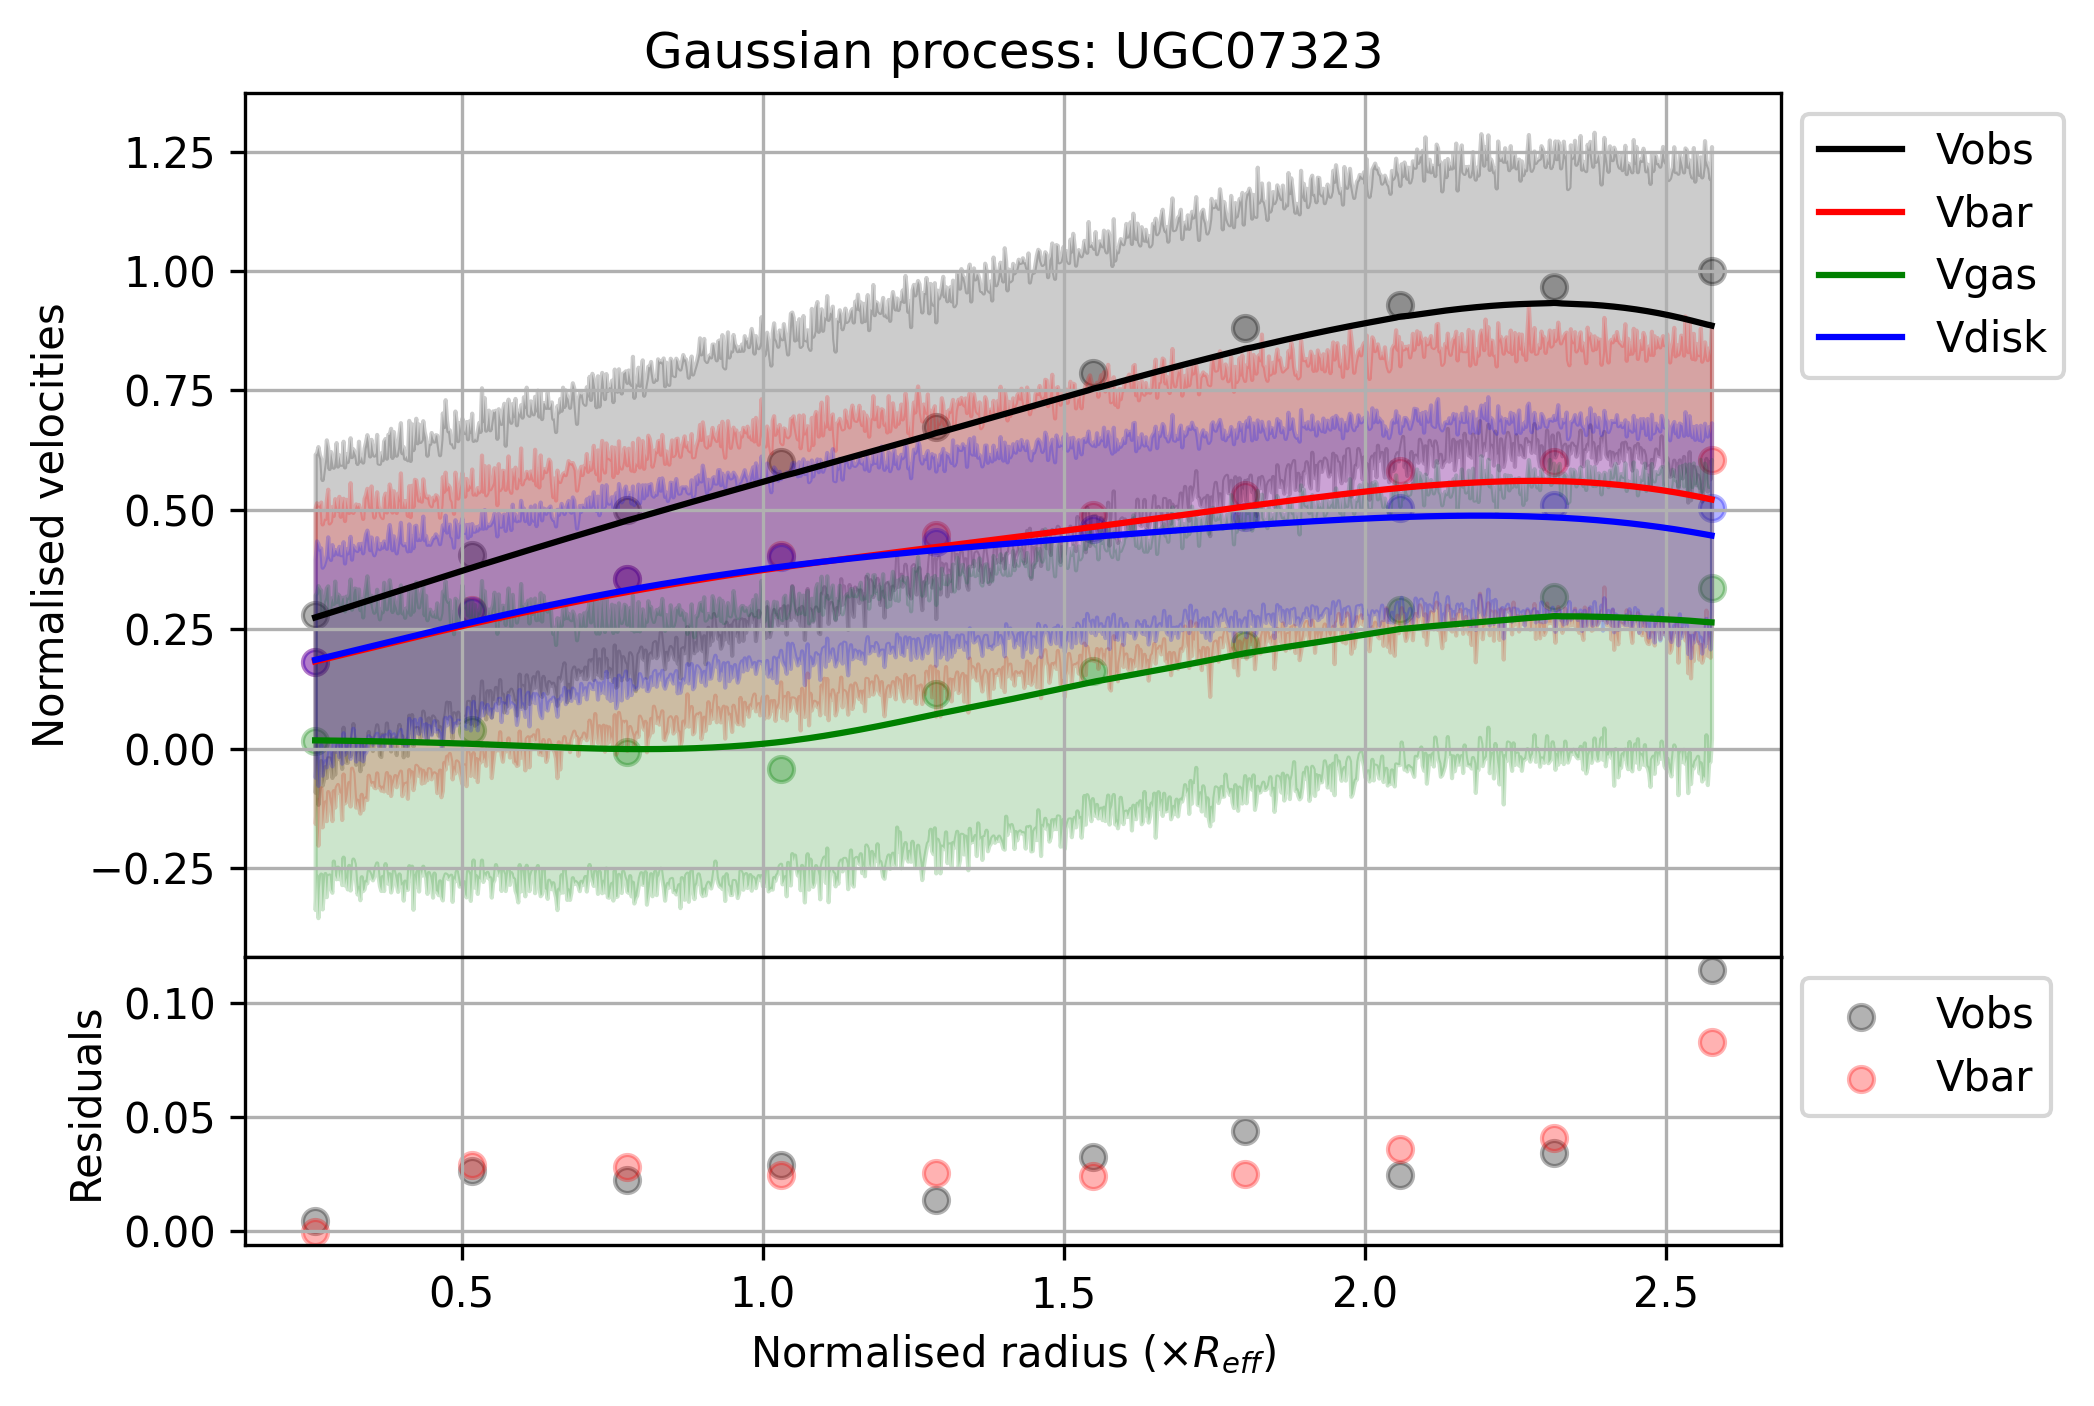 Gaussian process: UGC07323
Normalised velocities
1.25
1.00
0.75
0.50
0.25
0.00
−0.25
Vobs
Vbar
Vgas
Vdisk
Residuals
0.10
0.05
0.00
Vobs
Vbar
0.5 1.0 1.5 2.0 2.5
Normalised radius (×R_eff)